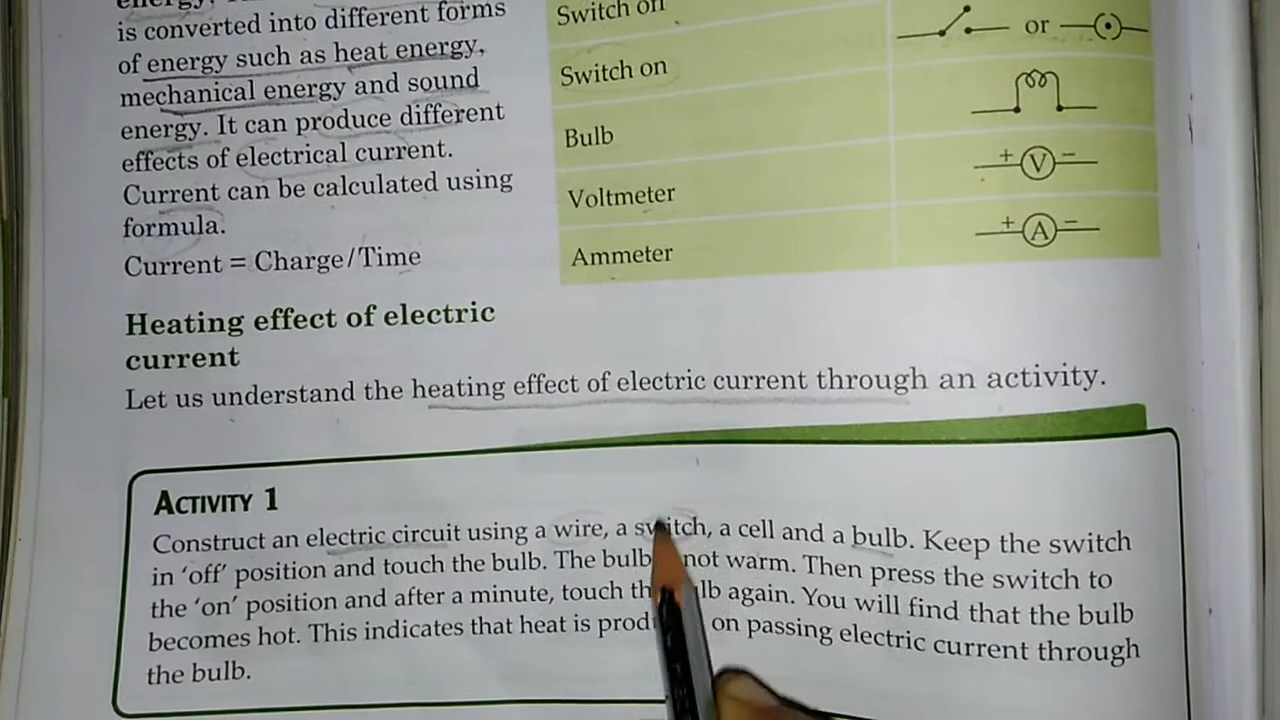 energy.
is converted into different forms
of energy such as heat energy,
mechanical energy and sound
energy. It can produce different
effects of electrical current.
Current can be calculated using
formula.
Current = Charge/Time
Switch on
or
Switch on
Bulb
+ V −
Voltmeter
+ A −
Ammeter
Heating effect of electric
current
Let us understand the heating effect of electric current through an activity.
ACTIVITY 1
Construct an electric circuit using a wire, a switch, a cell and a bulb. Keep the switch
in ‘off’ position and touch the bulb. The bulb not warm. Then press the switch to
the ‘on’ position and after a minute, touch the bulb again. You will find that the bulb
becomes hot. This indicates that heat is produced on passing electric current through
the bulb.